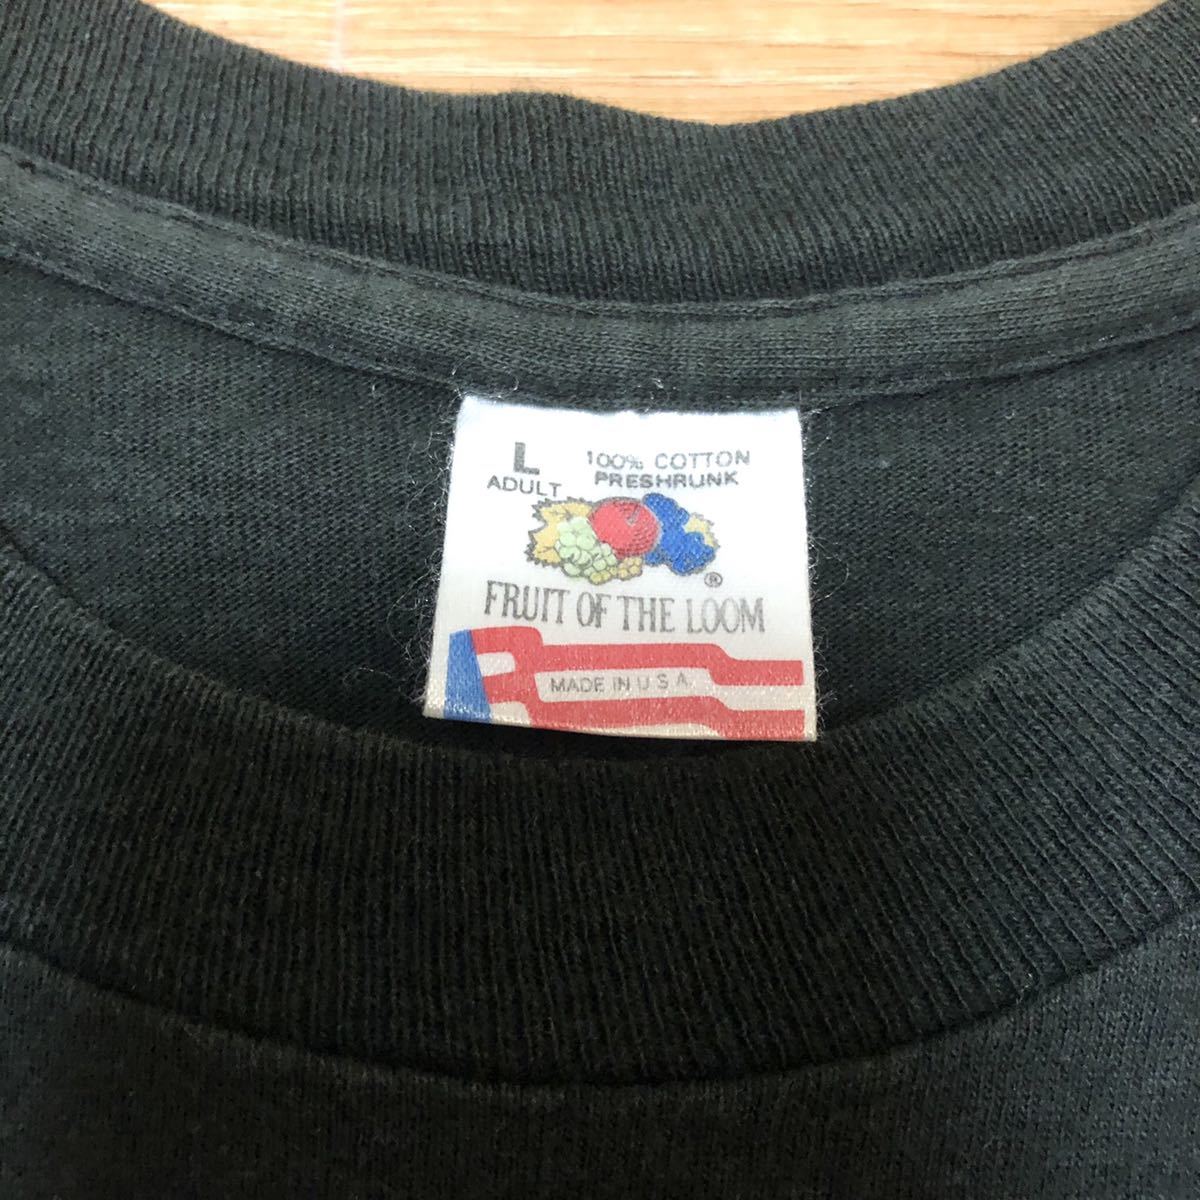 L
ADULT
100% COTTON
PRESHRUNK
®
FRUIT OF THE LOOM
MADE IN U S A.